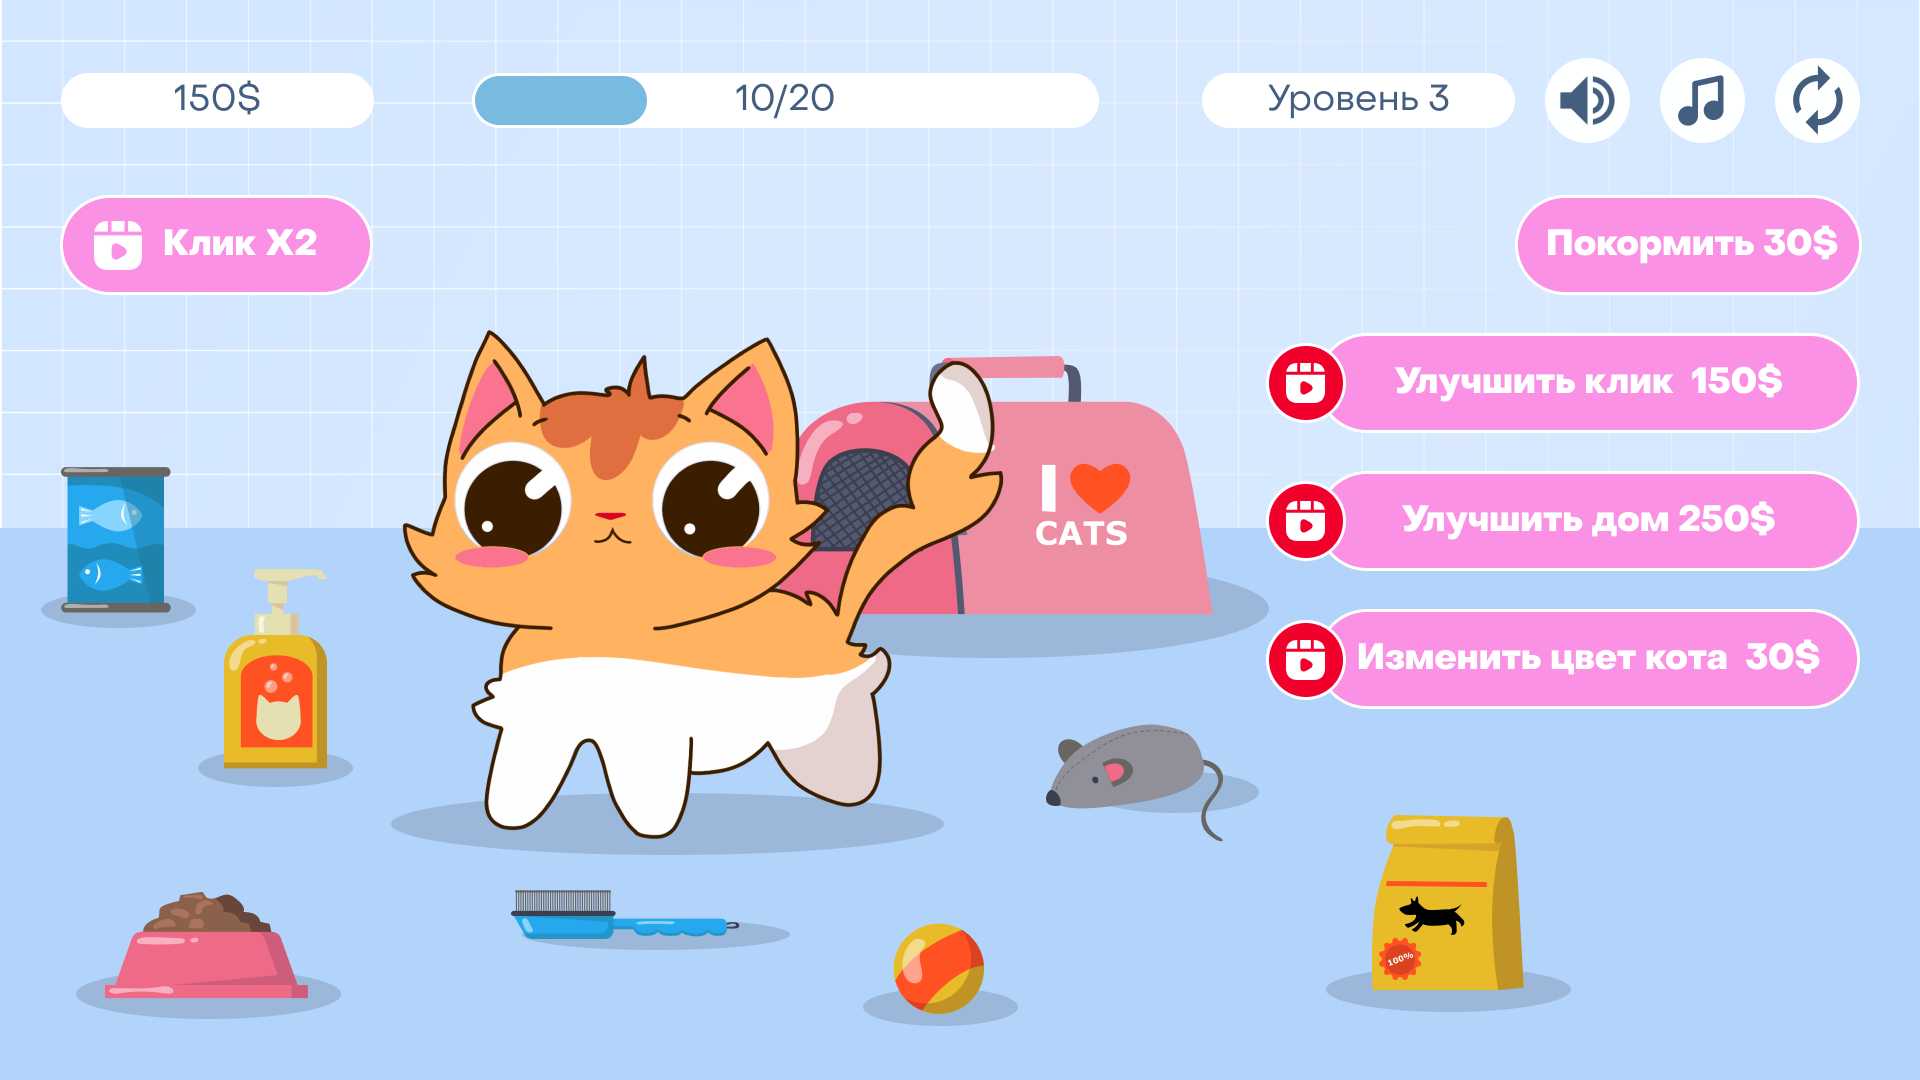 150$
10/20
Уровень 3
Клик X2
Покормить 30$
Улучшить клик 150$
I
CATS
Улучшить дом 250$
Изменить цвет кота 30$
100%